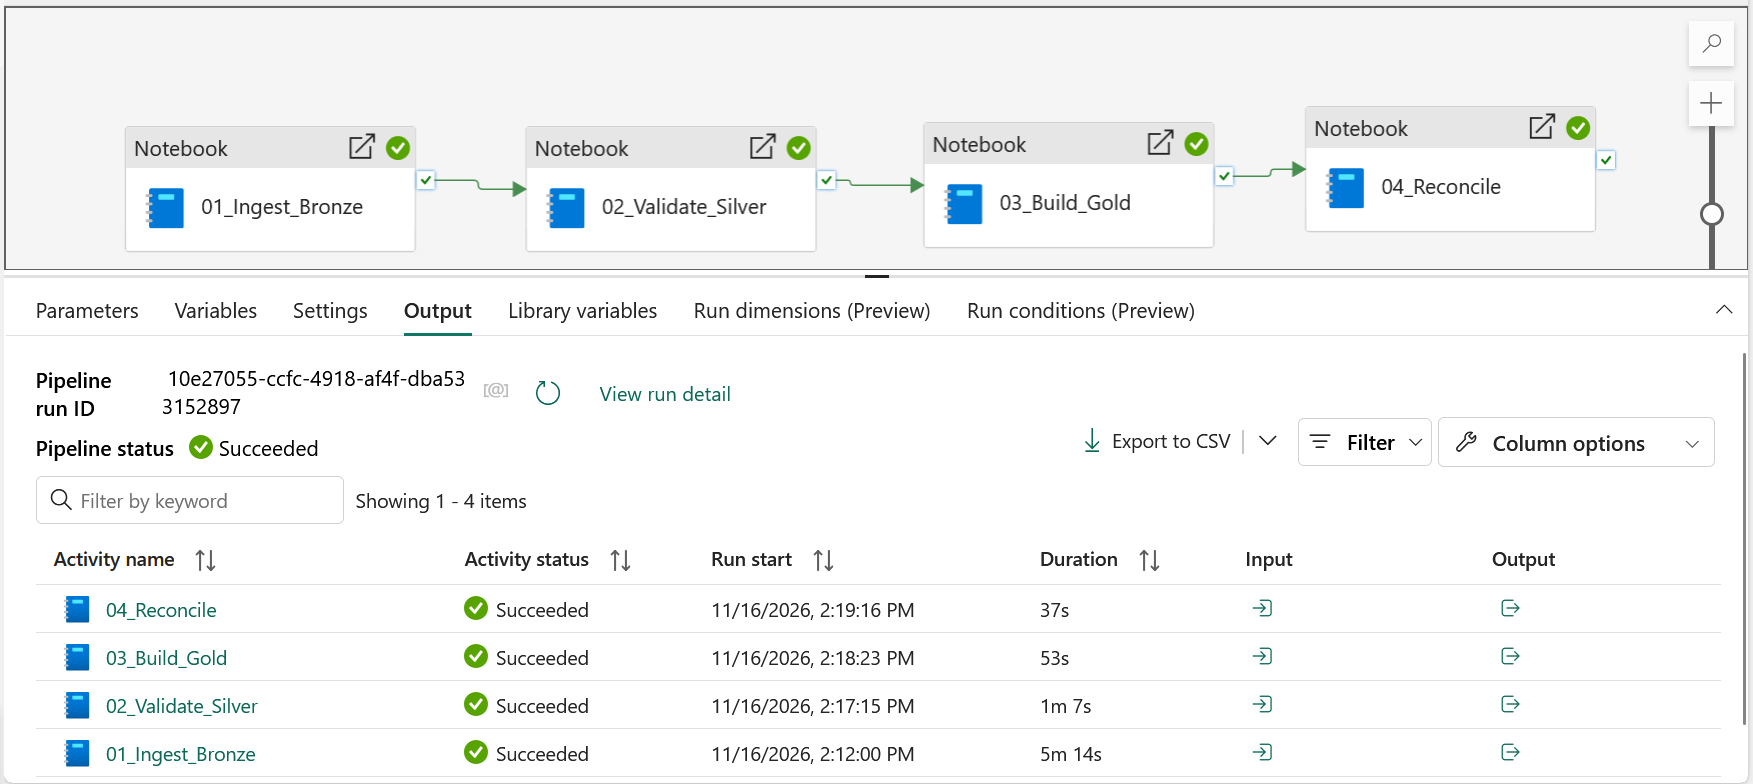 Notebook
01_Ingest_Bronze
Notebook
02_Validate_Silver
Notebook
03_Build_Gold
Notebook
04_Reconcile
Parameters Variables Settings Output Library variables Run dimensions (Preview) Run conditions (Preview)
Pipeline run ID
10e27055-ccfc-4918-af4f-dba53
3152897
[@]
View run detail
Pipeline status Succeeded
Export to CSV
Filter
Column options
Filter by keyword
Showing 1 - 4 items
Activity name Activity status Run start Duration Input Output
04_Reconcile Succeeded 11/16/2026, 2:19:16 PM 37s
03_Build_Gold Succeeded 11/16/2026, 2:18:23 PM 53s
02_Validate_Silver Succeeded 11/16/2026, 2:17:15 PM 1m 7s
01_Ingest_Bronze Succeeded 11/16/2026, 2:12:00 PM 5m 14s